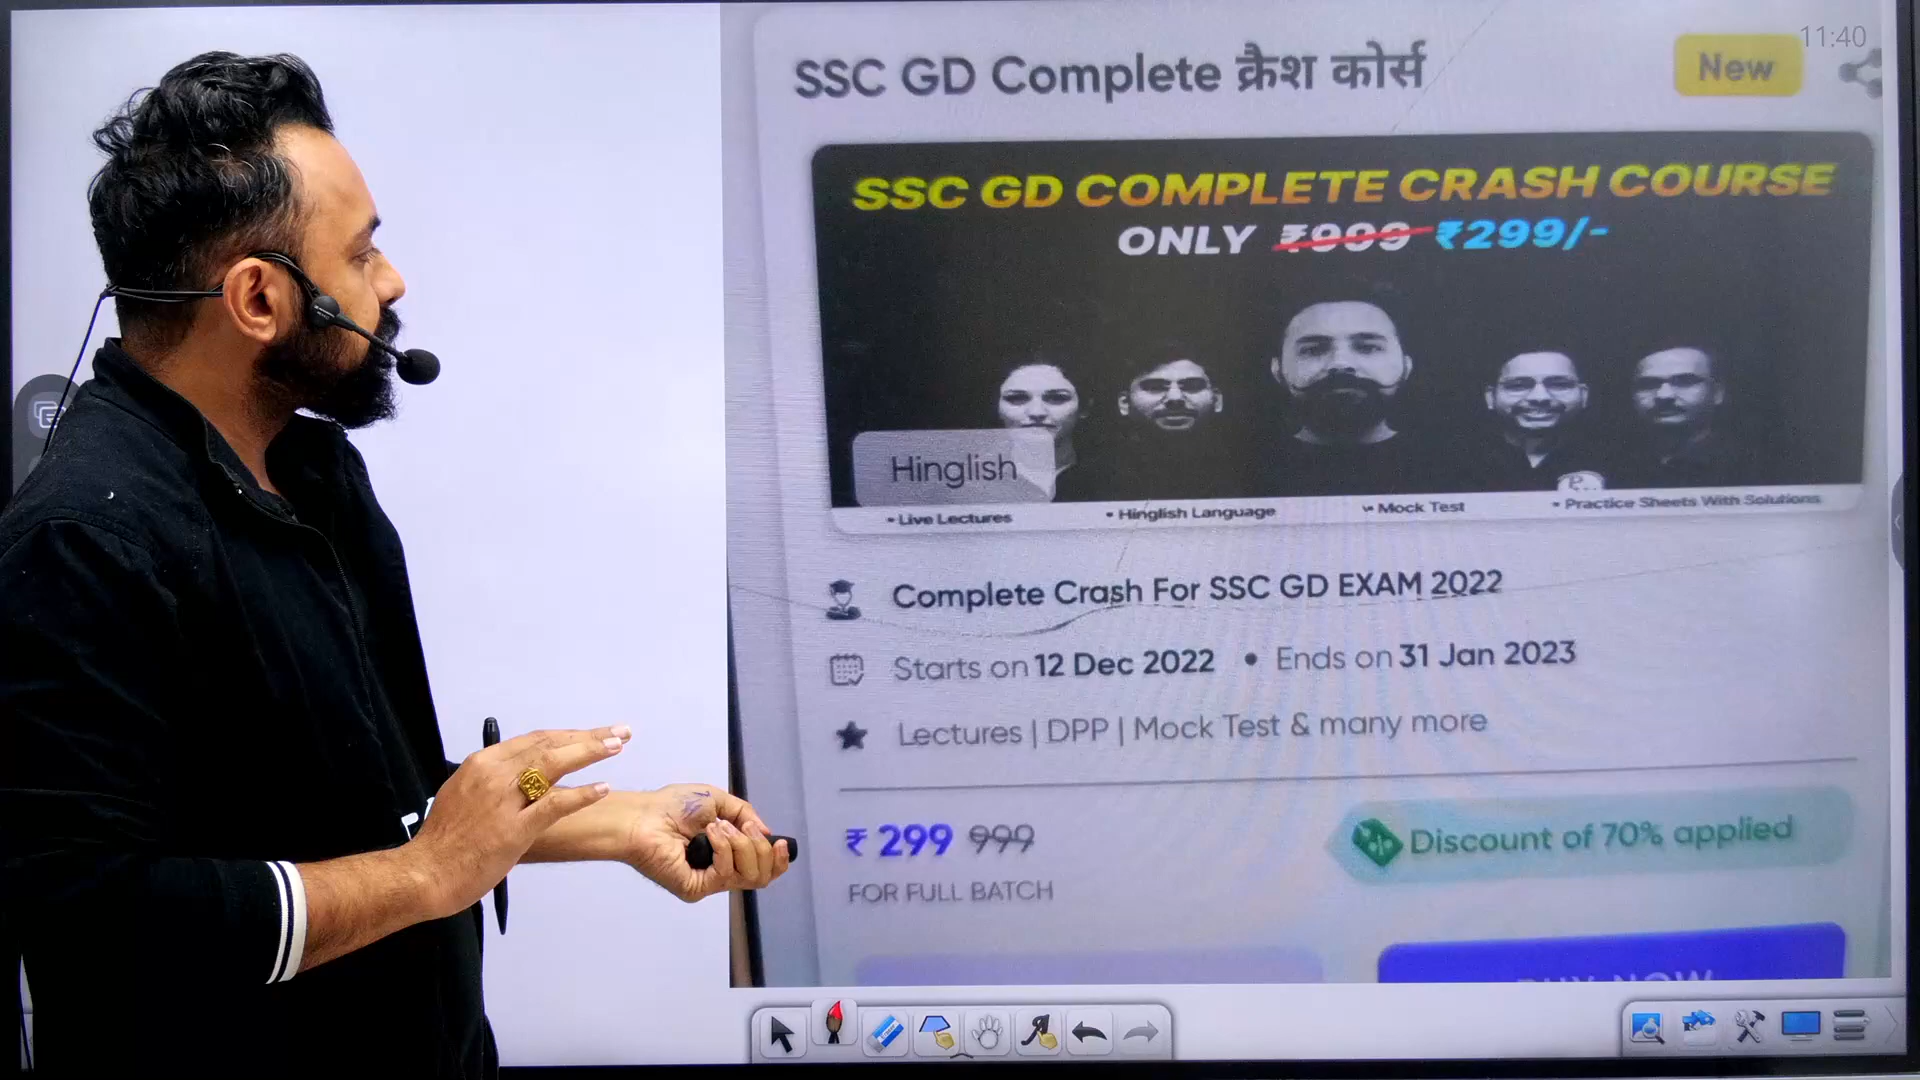 11:40
SSC GD Complete क्रैश कोर्स
New
SSC GD COMPLETE CRASH COURSE
ONLY ₹999 ₹299/-
Hinglish
• Live Lectures • Hinglish Language • Mock Test • Practice Sheets With Solutions
Complete Crash For SSC GD EXAM 2022
Starts on 12 Dec 2022 • Ends on 31 Jan 2023
Lectures | DPP | Mock Test & many more
₹ 299 999
Discount of 70% applied
FOR FULL BATCH
BUY NOW